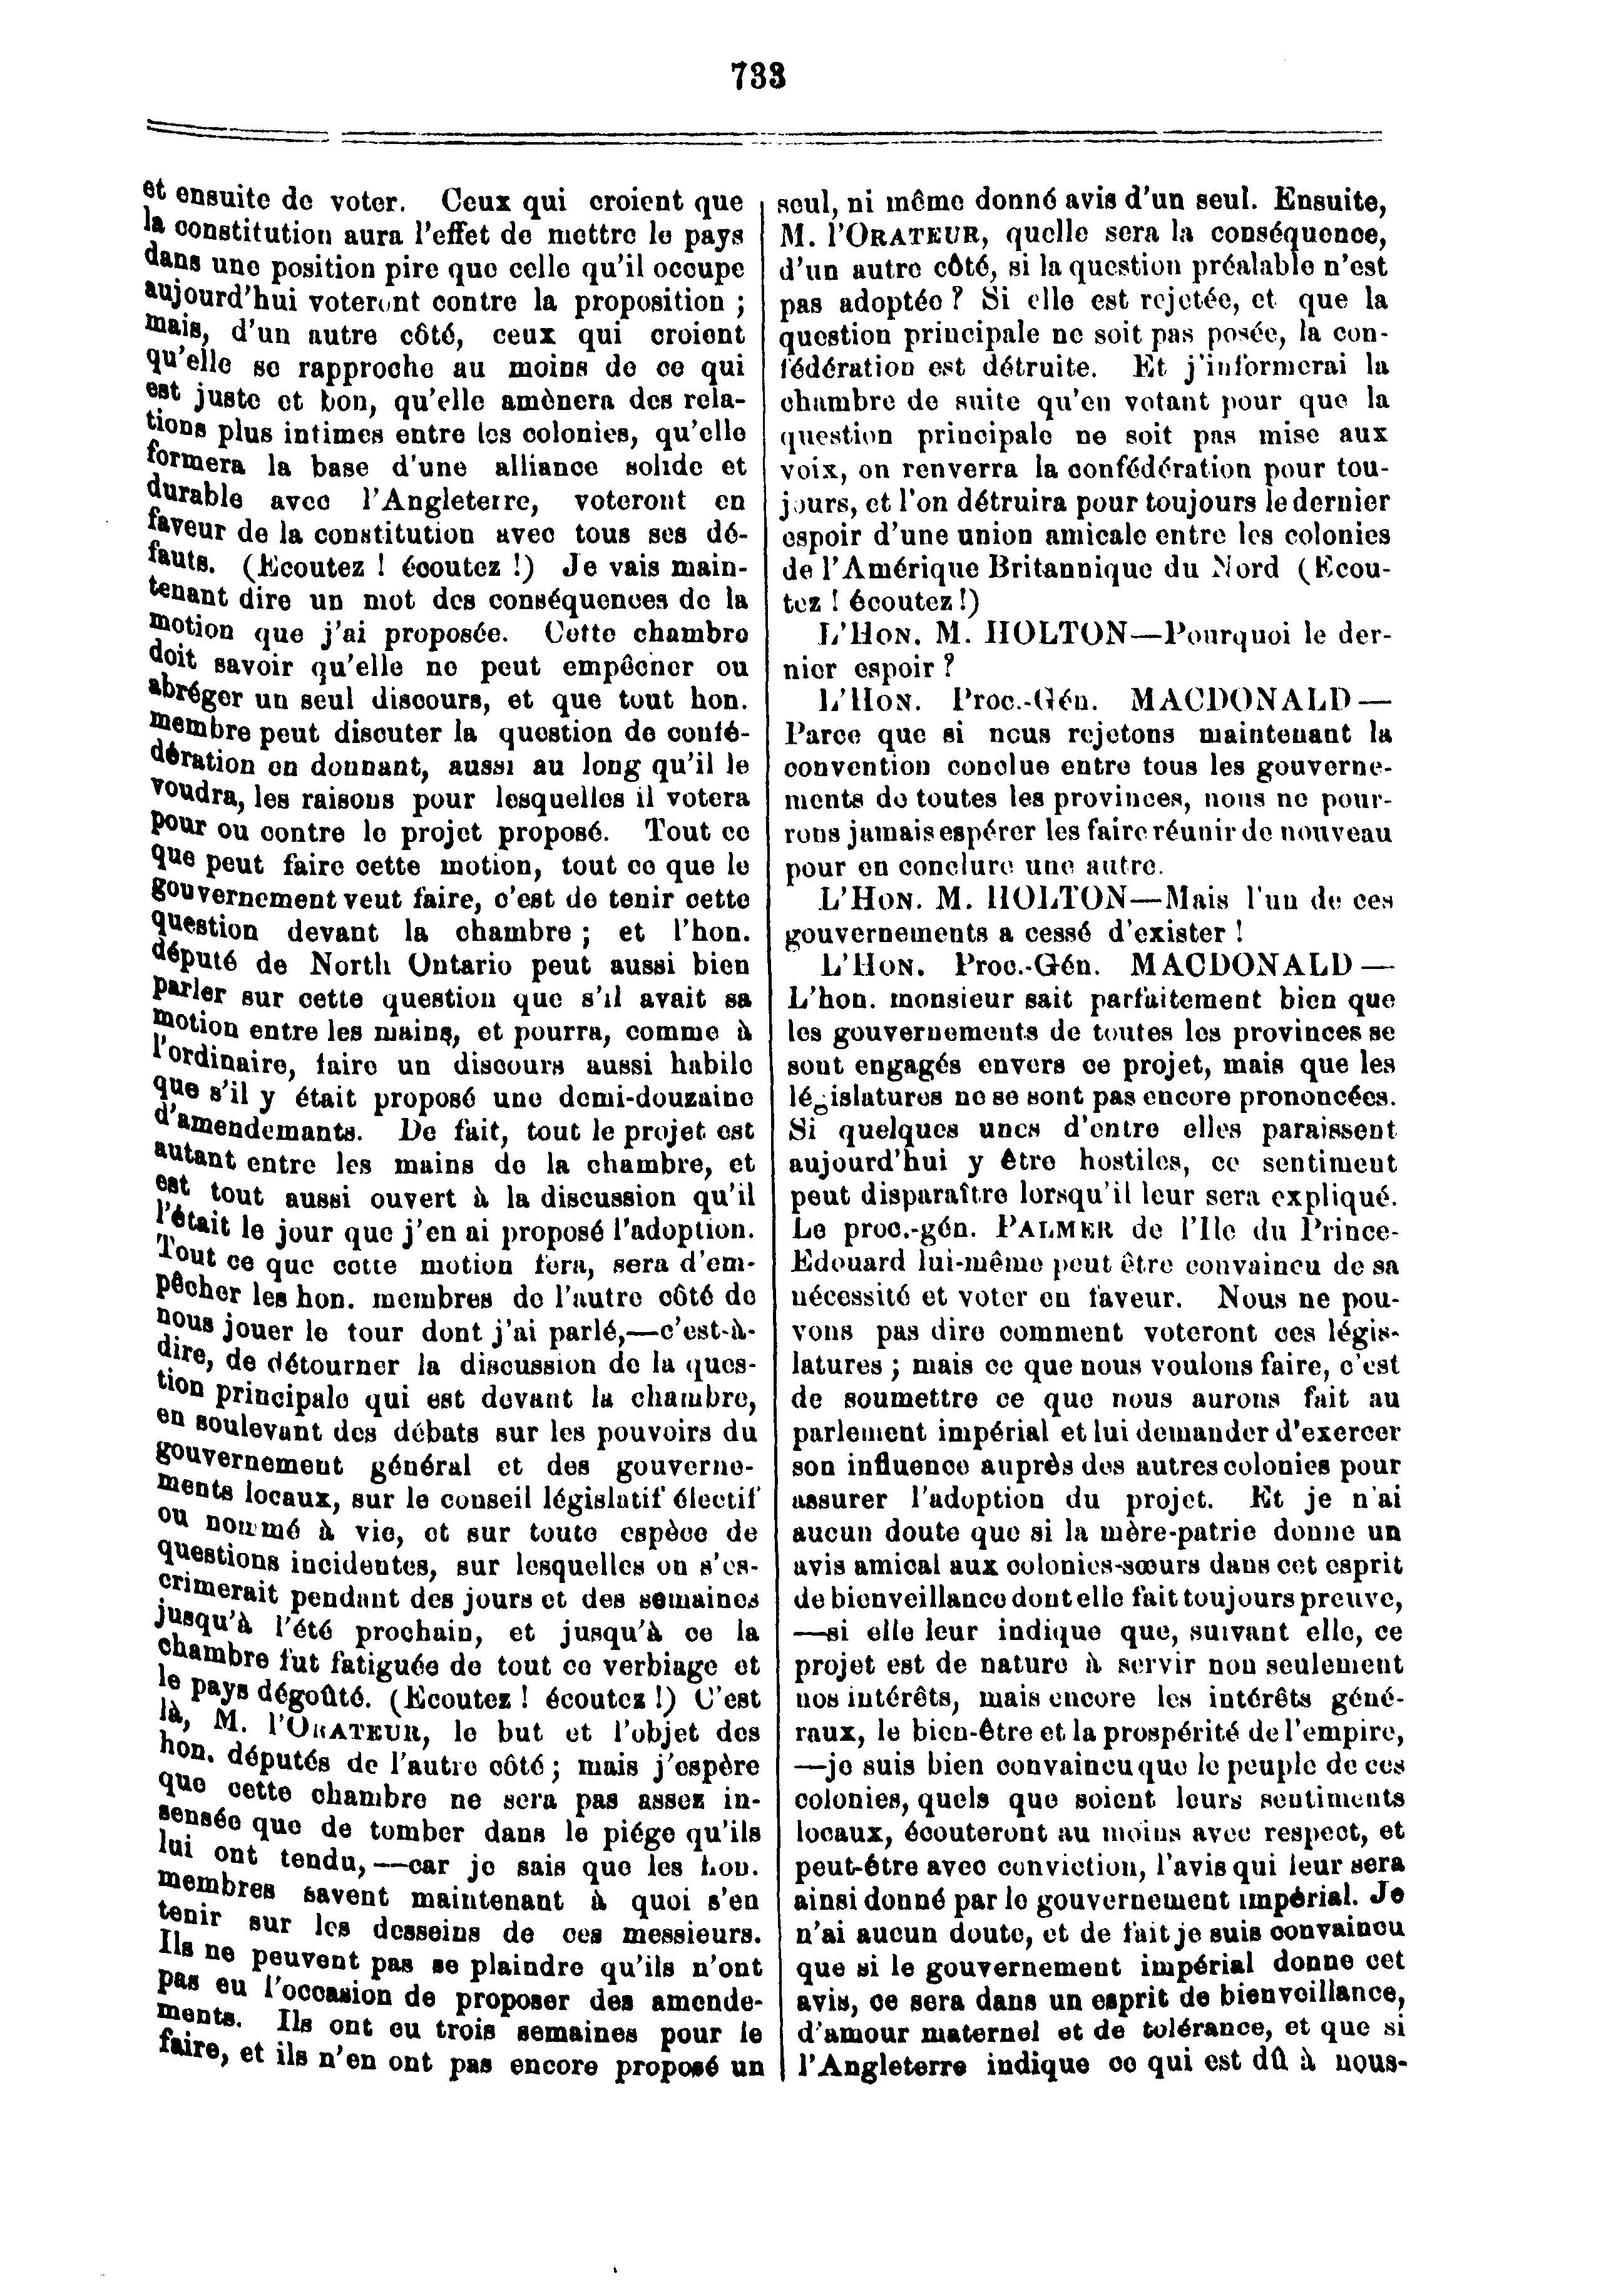 733
et ensuite de voter. Ceux qui croient que
la constitution aura l'effet de mettre le pays
dans une position pire que celle qu'il occupe
aujourd'hui voteront contre la proposition ;
mais, d'un autre côté, ceux qui croient
qu'elle se rapproche au moins de ce qui
est juste et bon, qu'elle amènera des rela-
tions plus intimes entre les colonies, qu'elle
formera la base d'une alliance solide et
durable avec l'Angleterre, voteront en
faveur de la constitution avec tous ses dé-
fauts. (Ecoutez ! écoutez !) Je vais main-
tenant dire un mot des conséquences de la
motion que j'ai proposée. Cette chambre
doit savoir qu'elle ne peut empêcher ou
abréger un seul discours, et que tout hon.
membre peut discuter la question de confé-
dération en donnant, aussi au long qu'il le
voudra, les raisons pour lesquelles il votera
pour ou contre le projet proposé. Tout ce
que peut faire cette motion, tout ce que le
gouvernement veut faire, c'est de tenir cette
question devant la chambre ; et l'hon.
député de North Ontario peut aussi bien
parler sur cette question que s'il avait sa
motion entre les mains, et pourra, comme à
l'ordinaire, faire un discours aussi habile
que s'il y était proposé une demi-douzaine
d'amendemants. De fait, tout le projet est
autant entre les mains de la chambre, et
est tout aussi ouvert à la discussion qu'il
l'était le jour que j'en ai proposé l'adoption.
Tout ce que cette motion fera, sera d'em-
pêcher les hon. membres de l'autre côté de
nous jouer le tour dont j'ai parlé,—c'est-à-
dire, de détourner la discussion de la ques-
tion principale qui est devant la chambre,
en soulevant des débats sur les pouvoirs du
gouvernement général et des gouverne-
ments locaux, sur le conseil législatif électif
ou nommé à vie, et sur toute espèce de
questions incidentes, sur lesquelles on s'es-
crimerait pendant des jours et des semaines
jusqu'à l'été prochain, et jusqu'à ce la
chambre fut fatiguée de tout ce verbiage et
le pays dégoûté. (Ecoutez ! écoutez !) C'est
là, M. l'ORATEUR, le but et l'objet des
hon. députés de l'autre côté ; mais j'espère
que cette chambre ne sera pas assez in-
sensée que de tomber dans le piége qu'ils
lui ont tendu,—car je sais que les hon.
membres savent maintenant à quoi s'en
tenir sur les desseins de ces messieurs.
Ils ne peuvent pas se plaindre qu'ils n'ont
pas eu l'occasion de proposer des amende-
ments. Ils ont eu trois semaines pour le
faire, et ils n'en ont pas encore proposé un
seul, ni même donné avis d'un seul. Ensuite,
M. l'ORATEUR, quelle sera la conséquence,
d'un autre côté, si la question préalable n'est
pas adoptée ? Si elle est rejetée, et que la
question principale ne soit pas posée, la con-
fédération est détruite. Et j'informerai la
chambre de suite qu'en votant pour que la
question principale ne soit pas mise aux
voix, on renverra la confédération pour tou-
jours, et l'on détruira pour toujours le dernier
espoir d'une union amicale entre les colonies
de l'Amérique Britannique du Nord (Ecou-
tez ! écoutez !)
L'HON. M. HOLTON—Pourquoi le der-
nier espoir ?
L'HON. Proc.-Gén. MACDONALD—
Parce que si nous rejetons maintenant la
convention conclue entre tous les gouverne-
ments de toutes les provinces, nous ne pour-
rons jamais espérer les faire réunir de nouveau
pour en conclure une autre.
L'HON. M. HOLTON—Mais l'un de ces
gouvernements a cessé d'exister !
L'HON. Proc.-Gén. MACDONALD—
L'hon. monsieur sait parfaitement bien que
les gouvernements de toutes les provinces se
sont engagés envers ce projet, mais que les
législatures ne se sont pas encore prononcées.
Si quelques unes d'entre elles paraissent
aujourd'hui y être hostiles, ce sentiment
peut disparaître lorsqu'il leur sera expliqué.
Le proc.-gén. PALMER de l'Ile du Prince-
Edouard lui-même peut être convaincu de sa
nécessité et voter en faveur. Nous ne pou-
vons pas dire comment voteront ces légis-
latures ; mais ce que nous voulons faire, c'est
de soumettre ce que nous aurons fait au
parlement impérial et lui demander d'exercer
son influence auprès des autres colonies pour
assurer l'adoption du projet. Et je n'ai
aucun doute que si la mère-patrie donne un
avis amical aux colonies-sœurs dans cet esprit
de bienveillance dont elle fait toujours preuve,
—si elle leur indique que, suivant elle, ce
projet est de nature à servir non seulement
nos intérêts, mais encore les intérêts géné-
raux, le bien-être et la prospérité de l'empire,
—je suis bien convaincu que le peuple de ces
colonies, quels que soient leurs sentiments
locaux, écouteront au moins avec respect, et
peut-être avec conviction, l'avis qui leur sera
ainsi donné par le gouvernement impérial. Je
n'ai aucun doute, et de fait je suis convaincu
que si le gouvernement impérial donne cet
avis, ce sera dans un esprit de bienveillance,
d'amour maternel et de tolérance, et que si
l'Angleterre indique ce qui est dû à nous-